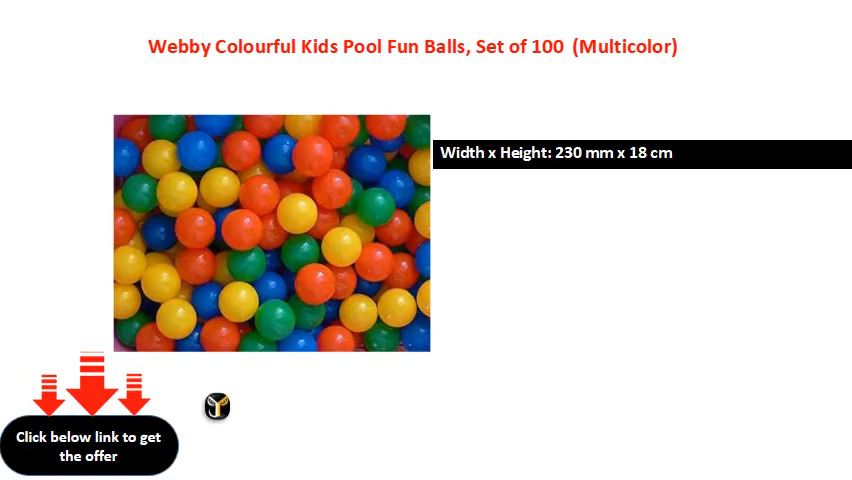 Webby Colourful Kids Pool Fun Balls, Set of 100 (Multicolor)
Width x Height: 230 mm x 18 cm
Click below link to get
the offer